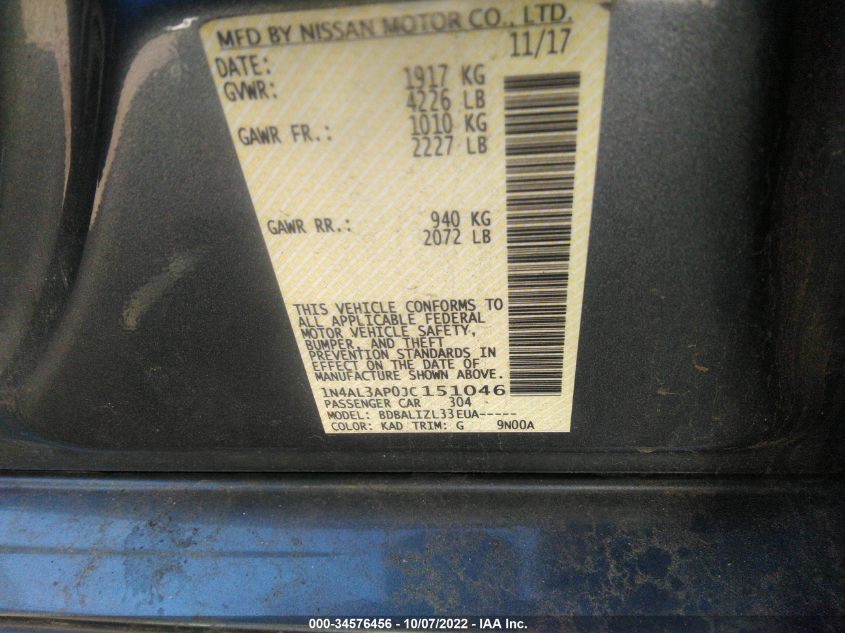 MFD BY NISSAN MOTOR CO., LTD.
DATE: 11/17
GVWR: 1917 KG
4226 LB
GAWR FR.: 1010 KG
2227 LB
GAWR RR.: 940 KG
2072 LB
THIS VEHICLE CONFORMS TO
ALL APPLICABLE FEDERAL
MOTOR VEHICLE SAFETY,
BUMPER, AND THEFT
PREVENTION STANDARDS IN
EFFECT ON THE DATE OF
MANUFACTURE SHOWN ABOVE.
1N4AL3AP0JC151046
PASSENGER CAR 304
MODEL: BDBALIZL33EUA-----
COLOR: KAD TRIM: G 9N00A
000-34576456 - 10/07/2022 - IAA Inc.